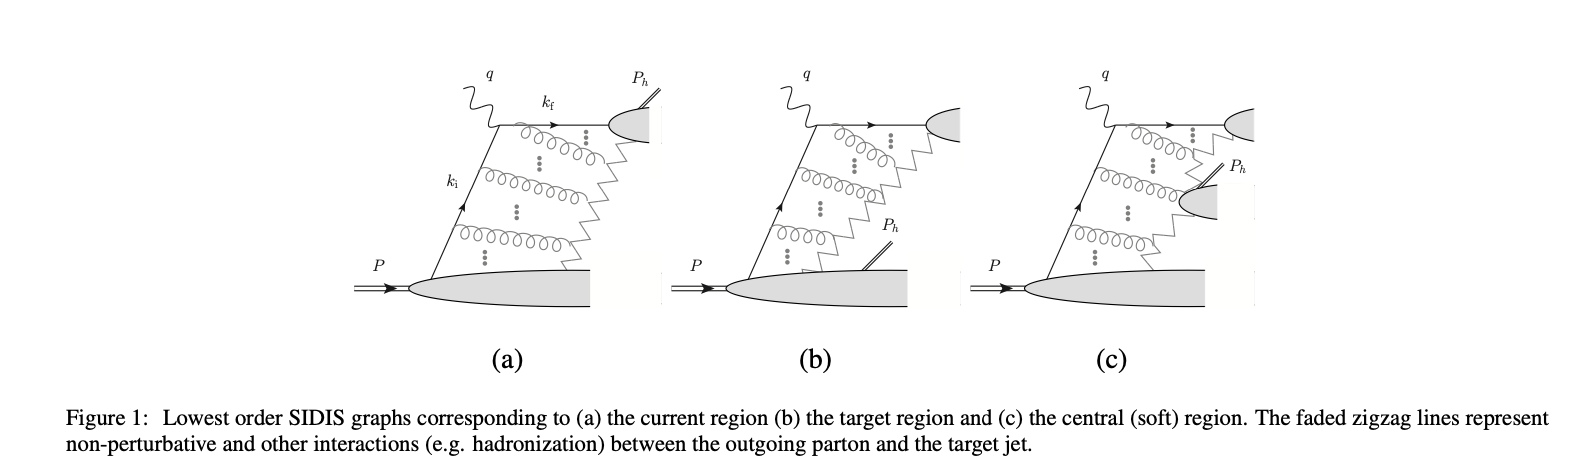 q
P_h
k_f
k_i
P
q
P_h
P
q
P_h
P
(a)
(b)
(c)
Figure 1: Lowest order SIDIS graphs corresponding to (a) the current region (b) the target region and (c) the central (soft) region. The faded zigzag lines represent
non-perturbative and other interactions (e.g. hadronization) between the outgoing parton and the target jet.